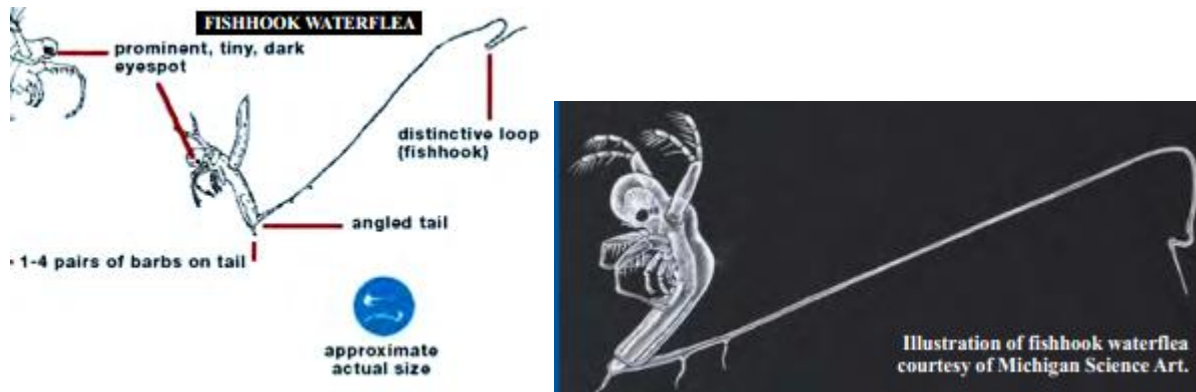 FISHHOOK WATERFLEA
prominent, tiny, dark
eyespot
distinctive loop
(fishhook)
angled tail
• 1-4 pairs of barbs on tail
approximate
actual size
Illustration of fishhook waterflea
courtesy of Michigan Science Art.